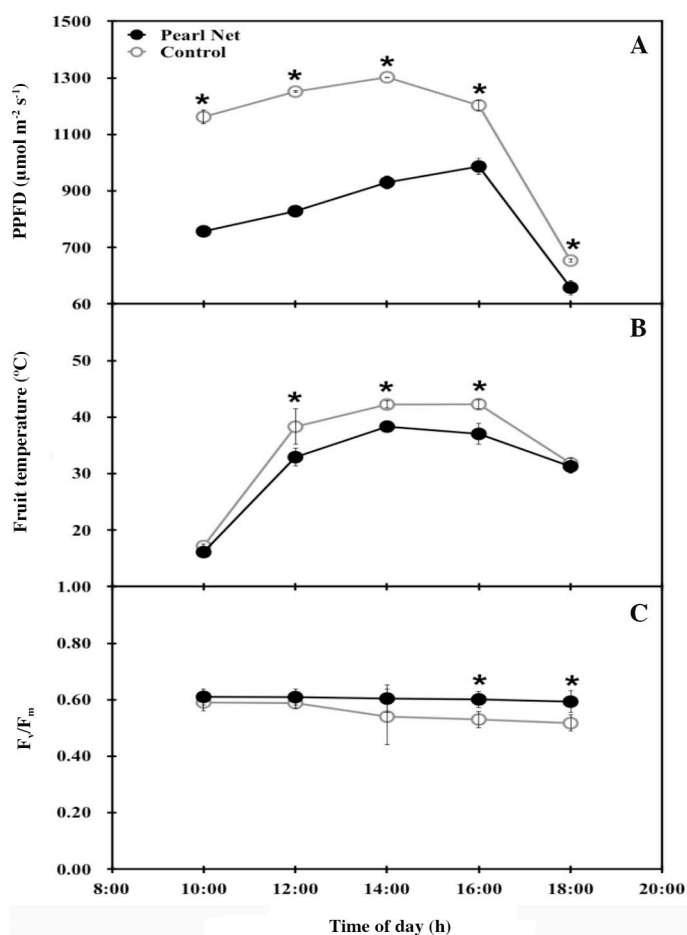 1500
Pearl Net
Control
A
*
*
*
*
1300
1100
900
700
*
PPFD (µmol m⁻² s⁻¹)
60
B
50
*
*
*
40
30
20
Fruit temperature (ºC)
1.00
C
0.80
*
*
0.60
0.40
0.20
0.00
Fv/Fm
8:00 10:00 12:00 14:00 16:00 18:00 20:00
Time of day (h)